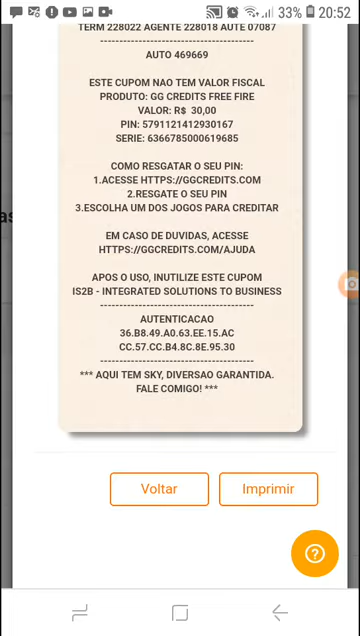 33% 20:52
TERM 228022 AGENTE 228018 AUTE 07087
----------------------------------------
AUTO 469669
----------------------------------------
ESTE CUPOM NAO TEM VALOR FISCAL
PRODUTO: GG CREDITS FREE FIRE
VALOR: R$ 30,00
PIN: 5791121412930167
SERIE: 6366785000619685
COMO RESGATAR O SEU PIN:
1.ACESSE HTTPS://GGCREDITS.COM
2.RESGATE O SEU PIN
3.ESCOLHA UM DOS JOGOS PARA CREDITAR
EM CASO DE DUVIDAS, ACESSE
HTTPS://GGCREDITS.COM/AJUDA
APOS O USO, INUTILIZE ESTE CUPOM
IS2B - INTEGRATED SOLUTIONS TO BUSINESS
----------------------------------------
AUTENTICACAO
36.B8.49.A0.63.EE.15.AC
CC.57.CC.B4.8C.8E.95.30
----------------------------------------
*** AQUI TEM SKY, DIVERSAO GARANTIDA.
FALE COMIGO! ***
as
Voltar Imprimir
?